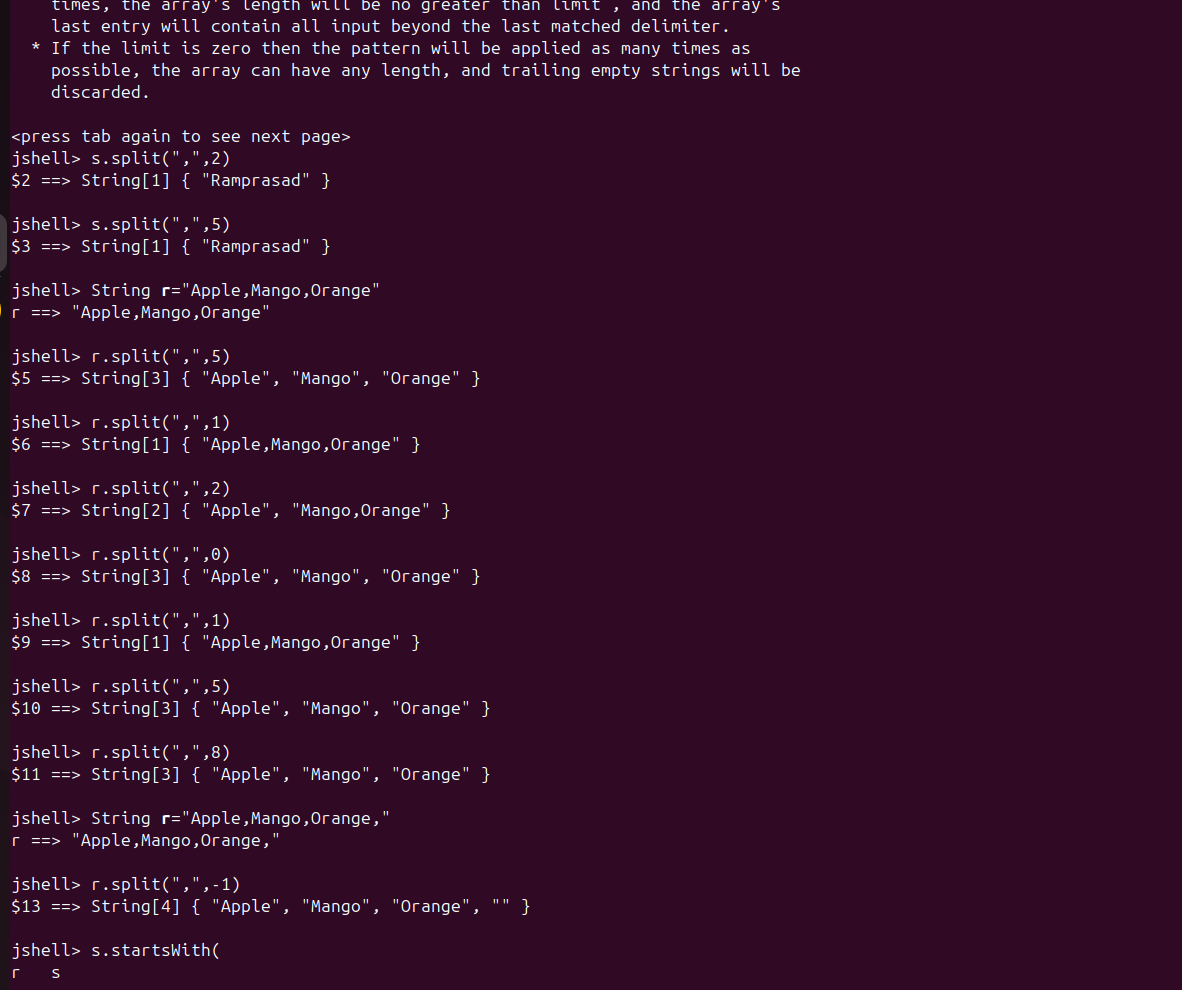 times, the array's length will be no greater than limit , and the array's
last entry will contain all input beyond the last matched delimiter.
* If the limit is zero then the pattern will be applied as many times as
possible, the array can have any length, and trailing empty strings will be
discarded.
<press tab again to see next page>
jshell> s.split(",",2)
$2 ==> String[1] { "Ramprasad" }
jshell> s.split(",",5)
$3 ==> String[1] { "Ramprasad" }
jshell> String r="Apple,Mango,Orange"
r ==> "Apple,Mango,Orange"
jshell> r.split(",",5)
$5 ==> String[3] { "Apple", "Mango", "Orange" }
jshell> r.split(",",1)
$6 ==> String[1] { "Apple,Mango,Orange" }
jshell> r.split(",",2)
$7 ==> String[2] { "Apple", "Mango,Orange" }
jshell> r.split(",",0)
$8 ==> String[3] { "Apple", "Mango", "Orange" }
jshell> r.split(",",1)
$9 ==> String[1] { "Apple,Mango,Orange" }
jshell> r.split(",",5)
$10 ==> String[3] { "Apple", "Mango", "Orange" }
jshell> r.split(",",8)
$11 ==> String[3] { "Apple", "Mango", "Orange" }
jshell> String r="Apple,Mango,Orange,"
r ==> "Apple,Mango,Orange,"
jshell> r.split(",",-1)
$13 ==> String[4] { "Apple", "Mango", "Orange", "" }
jshell> s.startsWith(
r   s